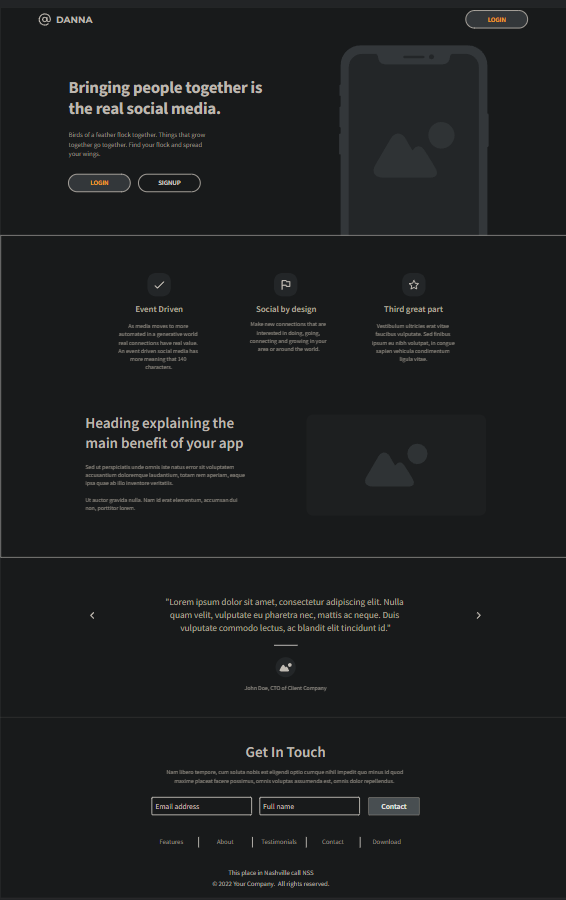 @ DANNA
LOGIN
Bringing people together is
the real social media.
Birds of a feather flock together. Things that grow
together go together. Find your flock and spread
your wings.
LOGIN
SIGNUP
Event Driven
As media moves to more
automated in a generative world
real connections have real value.
An event driven social media has
more meaning that 140
characters.
Social by design
Make new connections that are
interested in doing, going,
connecting and growing in your
area or around the world.
Third great part
Vestibulum ultricies erat vitae
faucibus vulputate. Sed finibus
ipsum eu nibh volutpat, in congue
sapien vehicula condimentum
ligula vitae.
Heading explaining the
main benefit of your app
Sed ut perspiciatis unde omnis iste natus error sit voluptatem
accusantium doloremque laudantium, totam rem aperiam, eaque
ipsa quae ab illo inventore veritatis.
Ut auctor gravida nulla. Nam id erat elementum, accumsan dui
non, porttitor lorem.
"Lorem ipsum dolor sit amet, consectetur adipiscing elit. Nulla
quam velit, vulputate eu pharetra nec, mattis ac neque. Duis
vulputate commodo lectus, ac blandit elit tincidunt id."
John Doe, CTO of Client Company
Get In Touch
Nam libero tempore, cum soluta nobis est eligendi optio cumque nihil impedit quo minus id quod
maxime placeat facere possimus, omnis voluptas assumenda est, omnis dolor repellendus.
Email address
Full name
Contact
Features
About
Testimonials
Contact
Download
This place in Nashville call NSS
© 2022 Your Company. All rights reserved.